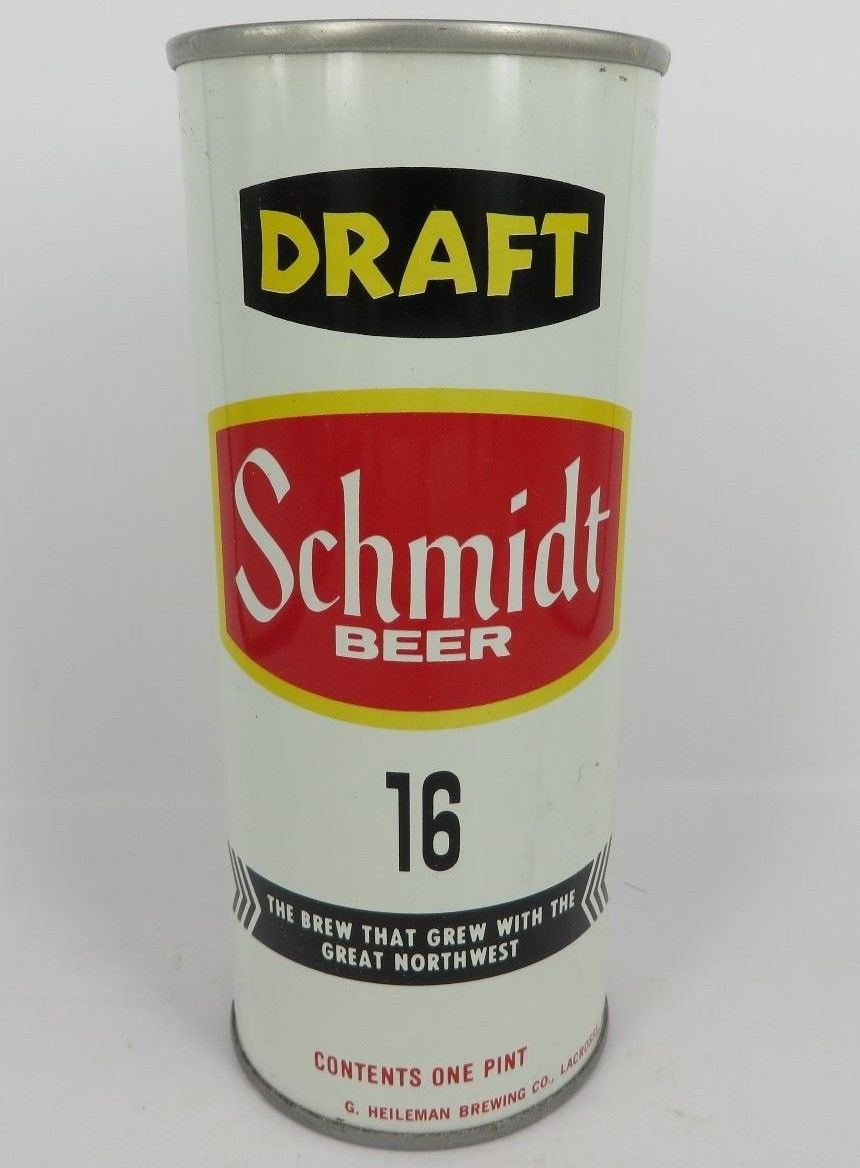 DRAFT
Schmidt
BEER
16
THE BREW THAT GREW WITH THE
GREAT NORTHWEST
CONTENTS ONE PINT
G. HEILEMAN BREWING CO.,